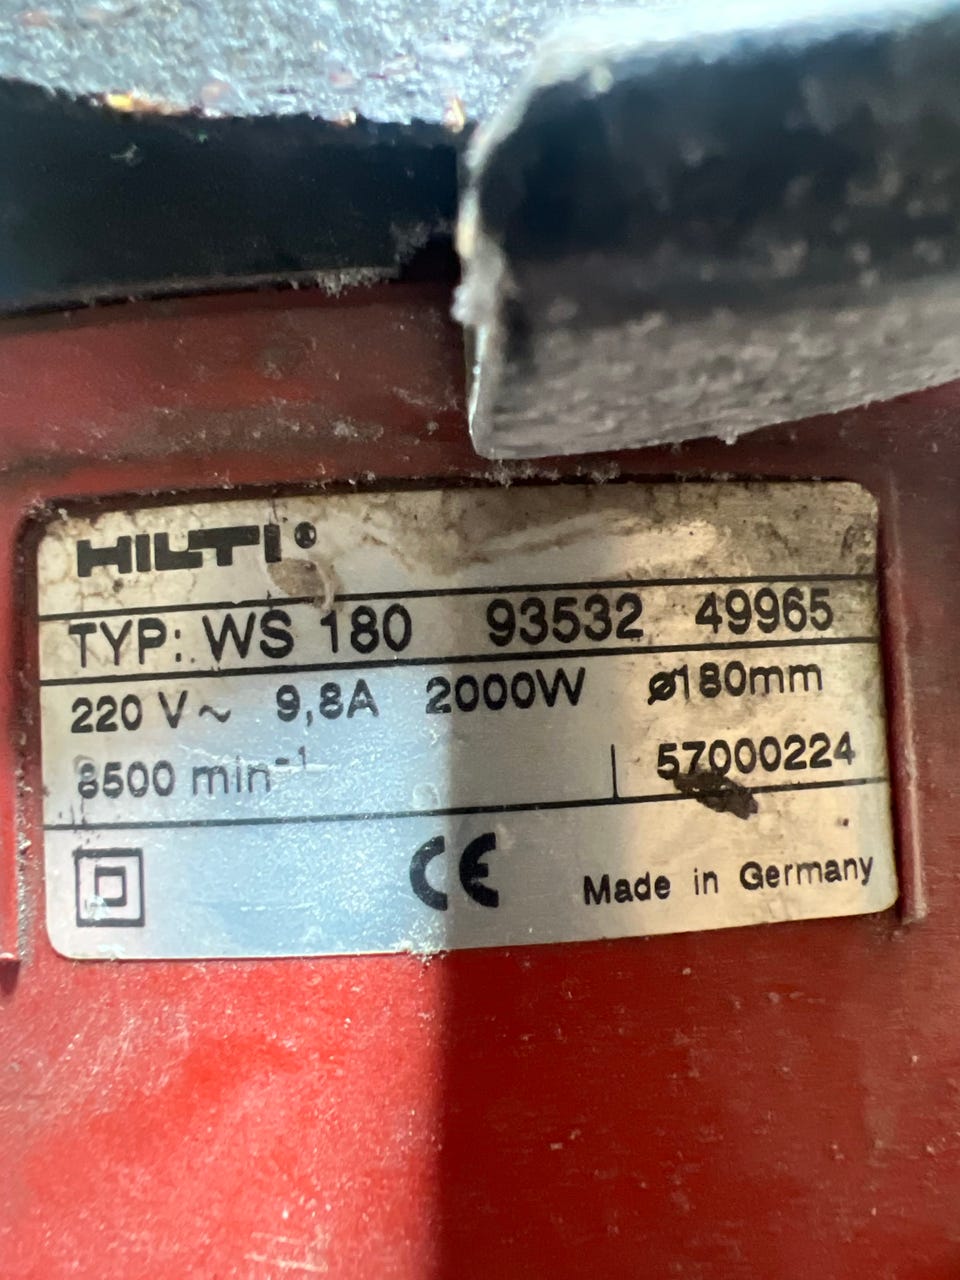 HILTI®
TYP: WS 180 93532 49965
220 V ~ 9,8A 2000W ⌀180mm
8500 min⁻¹ 57000224
CE Made in Germany